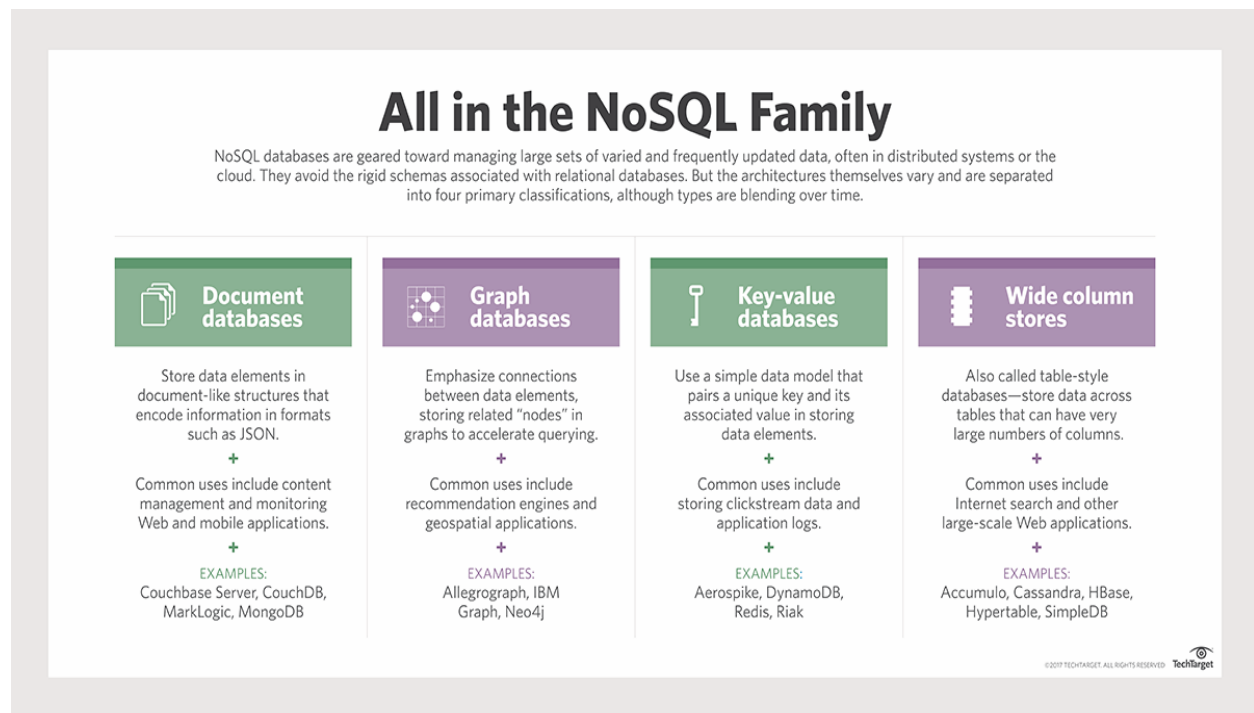 All in the NoSQL Family
NoSQL databases are geared toward managing large sets of varied and frequently updated data, often in distributed systems or the
cloud. They avoid the rigid schemas associated with relational databases. But the architectures themselves vary and are separated
into four primary classifications, although types are blending over time.
Document
databases
Store data elements in
document-like structures that
encode information in formats
such as JSON.
+
Common uses include content
management and monitoring
Web and mobile applications.
+
EXAMPLES:
Couchbase Server, CouchDB,
MarkLogic, MongoDB
Graph
databases
Emphasize connections
between data elements,
storing related “nodes” in
graphs to accelerate querying.
+
Common uses include
recommendation engines and
geospatial applications.
+
EXAMPLES:
Allegrograph, IBM
Graph, Neo4j
Key-value
databases
Use a simple data model that
pairs a unique key and its
associated value in storing
data elements.
+
Common uses include
storing clickstream data and
application logs.
+
EXAMPLES:
Aerospike, DynamoDB,
Redis, Riak
Wide column
stores
Also called table-style
databases—store data across
tables that can have very
large numbers of columns.
+
Common uses include
Internet search and other
large-scale Web applications.
+
EXAMPLES:
Accumulo, Cassandra, HBase,
Hypertable, SimpleDB
©2017 TECHTARGET. ALL RIGHTS RESERVED TechTarget